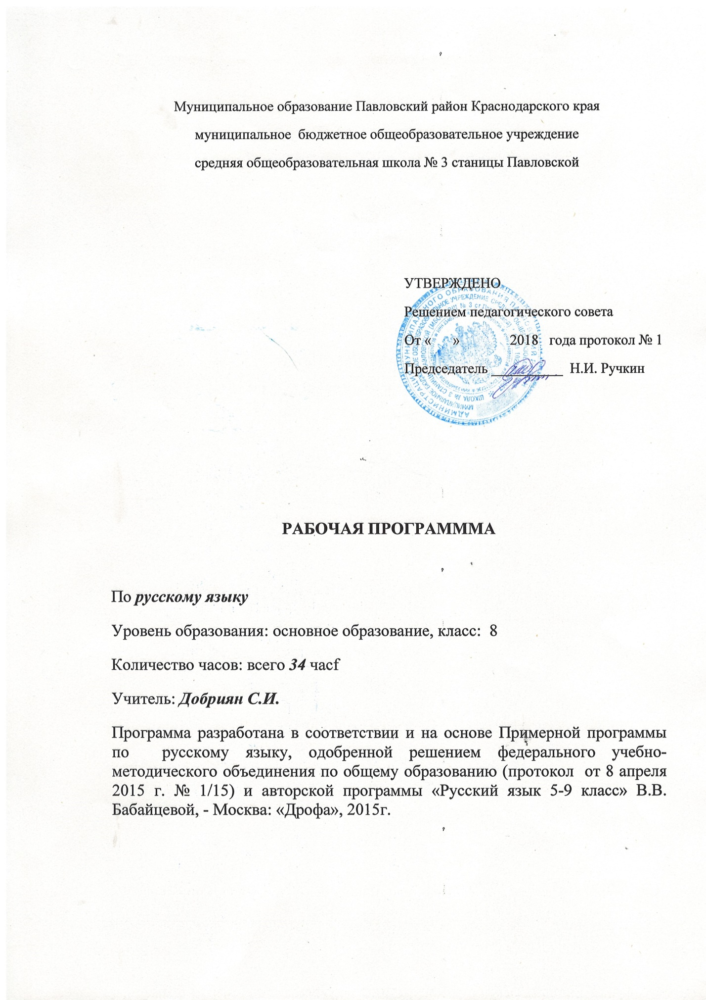 Муниципальное образование Павловский район Краснодарского края
муниципальное бюджетное общеобразовательное учреждение
средняя общеобразовательная школа № 3 станицы Павловской
УТВЕРЖДЕНО
Решением педагогического совета
От « » 2018 года протокол № 1
Председатель __________ Н.И. Ручкин
РАБОЧАЯ ПРОГРАМММА
По русскому языку
Уровень образования: основное образование, класс: 8
Количество часов: всего 34 часf
Учитель: Добриян С.И.
Программа разработана в соответствии и на основе Примерной программы
по русскому языку, одобренной решением федерального учебно-
методического объединения по общему образованию (протокол от 8 апреля
2015 г. № 1/15) и авторской программы «Русский язык 5-9 класс» В.В.
Бабайцевой, - Москва: «Дрофа», 2015г.